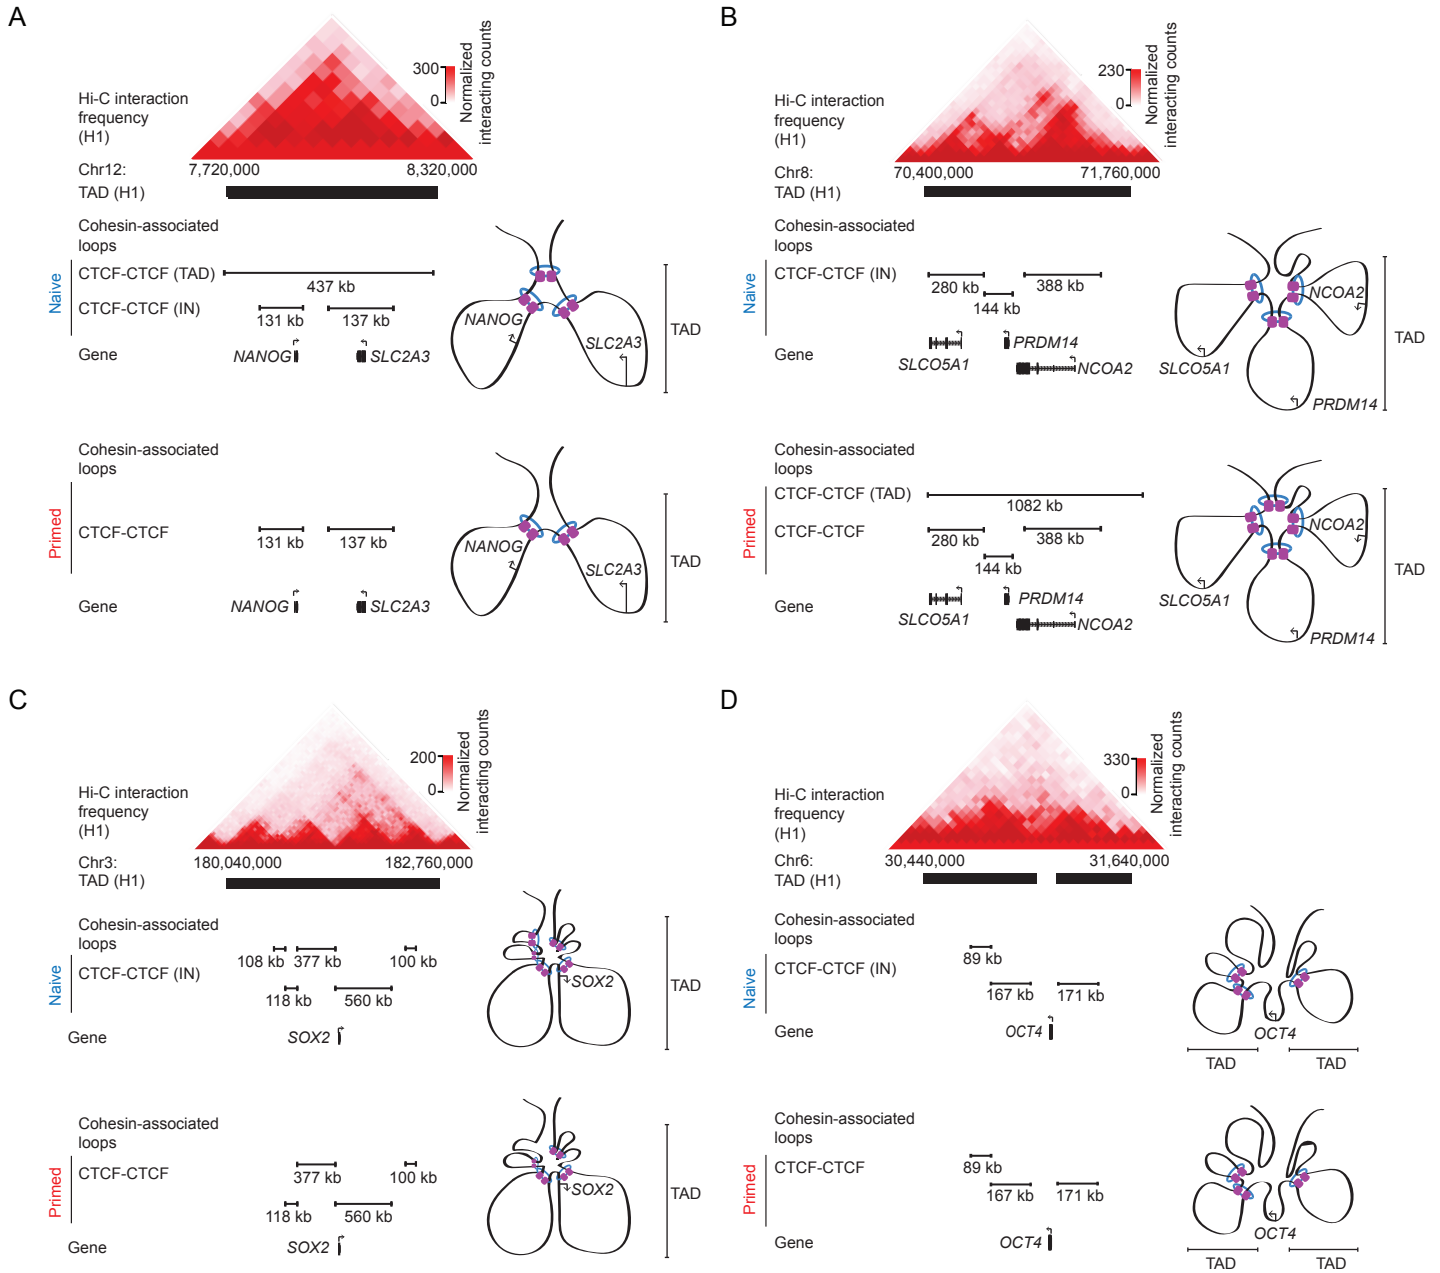 A
Hi-C interaction
frequency
(H1)
300
0
Normalized
interacting counts
Chr12:
7,720,000
8,320,000
TAD (H1)
Cohesin-associated
loops
Naive
CTCF-CTCF (TAD)
437 kb
CTCF-CTCF (IN)
131 kb
137 kb
Gene
NANOG
SLC2A3
NANOG
SLC2A3
TAD
Cohesin-associated
loops
Primed
CTCF-CTCF
131 kb
137 kb
Gene
NANOG
SLC2A3
NANOG
SLC2A3
TAD
B
Hi-C interaction
frequency
(H1)
230
0
Normalized
interacting counts
Chr8:
70,400,000
71,760,000
TAD (H1)
Cohesin-associated
loops
Naive
CTCF-CTCF (IN)
280 kb
388 kb
144 kb
Gene
PRDM14
SLCO5A1
NCOA2
NCOA2
SLCO5A1
PRDM14
TAD
Cohesin-associated
loops
Primed
CTCF-CTCF (TAD)
1082 kb
CTCF-CTCF
280 kb
388 kb
144 kb
Gene
PRDM14
SLCO5A1
NCOA2
NCOA2
SLCO5A1
PRDM14
TAD
C
Hi-C interaction
frequency
(H1)
200
0
Normalized
interacting counts
Chr3:
180,040,000
182,760,000
TAD (H1)
Cohesin-associated
loops
Naive
CTCF-CTCF (IN)
108 kb
377 kb
100 kb
118 kb
560 kb
Gene
SOX2
SOX2
TAD
Cohesin-associated
loops
Primed
CTCF-CTCF
377 kb
100 kb
118 kb
560 kb
Gene
SOX2
SOX2
TAD
D
Hi-C interaction
frequency
(H1)
330
0
Normalized
interacting counts
Chr6:
30,440,000
31,640,000
TAD (H1)
Cohesin-associated
loops
Naive
CTCF-CTCF (IN)
89 kb
167 kb
171 kb
Gene
OCT4
OCT4
TAD
TAD
Cohesin-associated
loops
Primed
CTCF-CTCF
89 kb
167 kb
171 kb
Gene
OCT4
OCT4
TAD
TAD